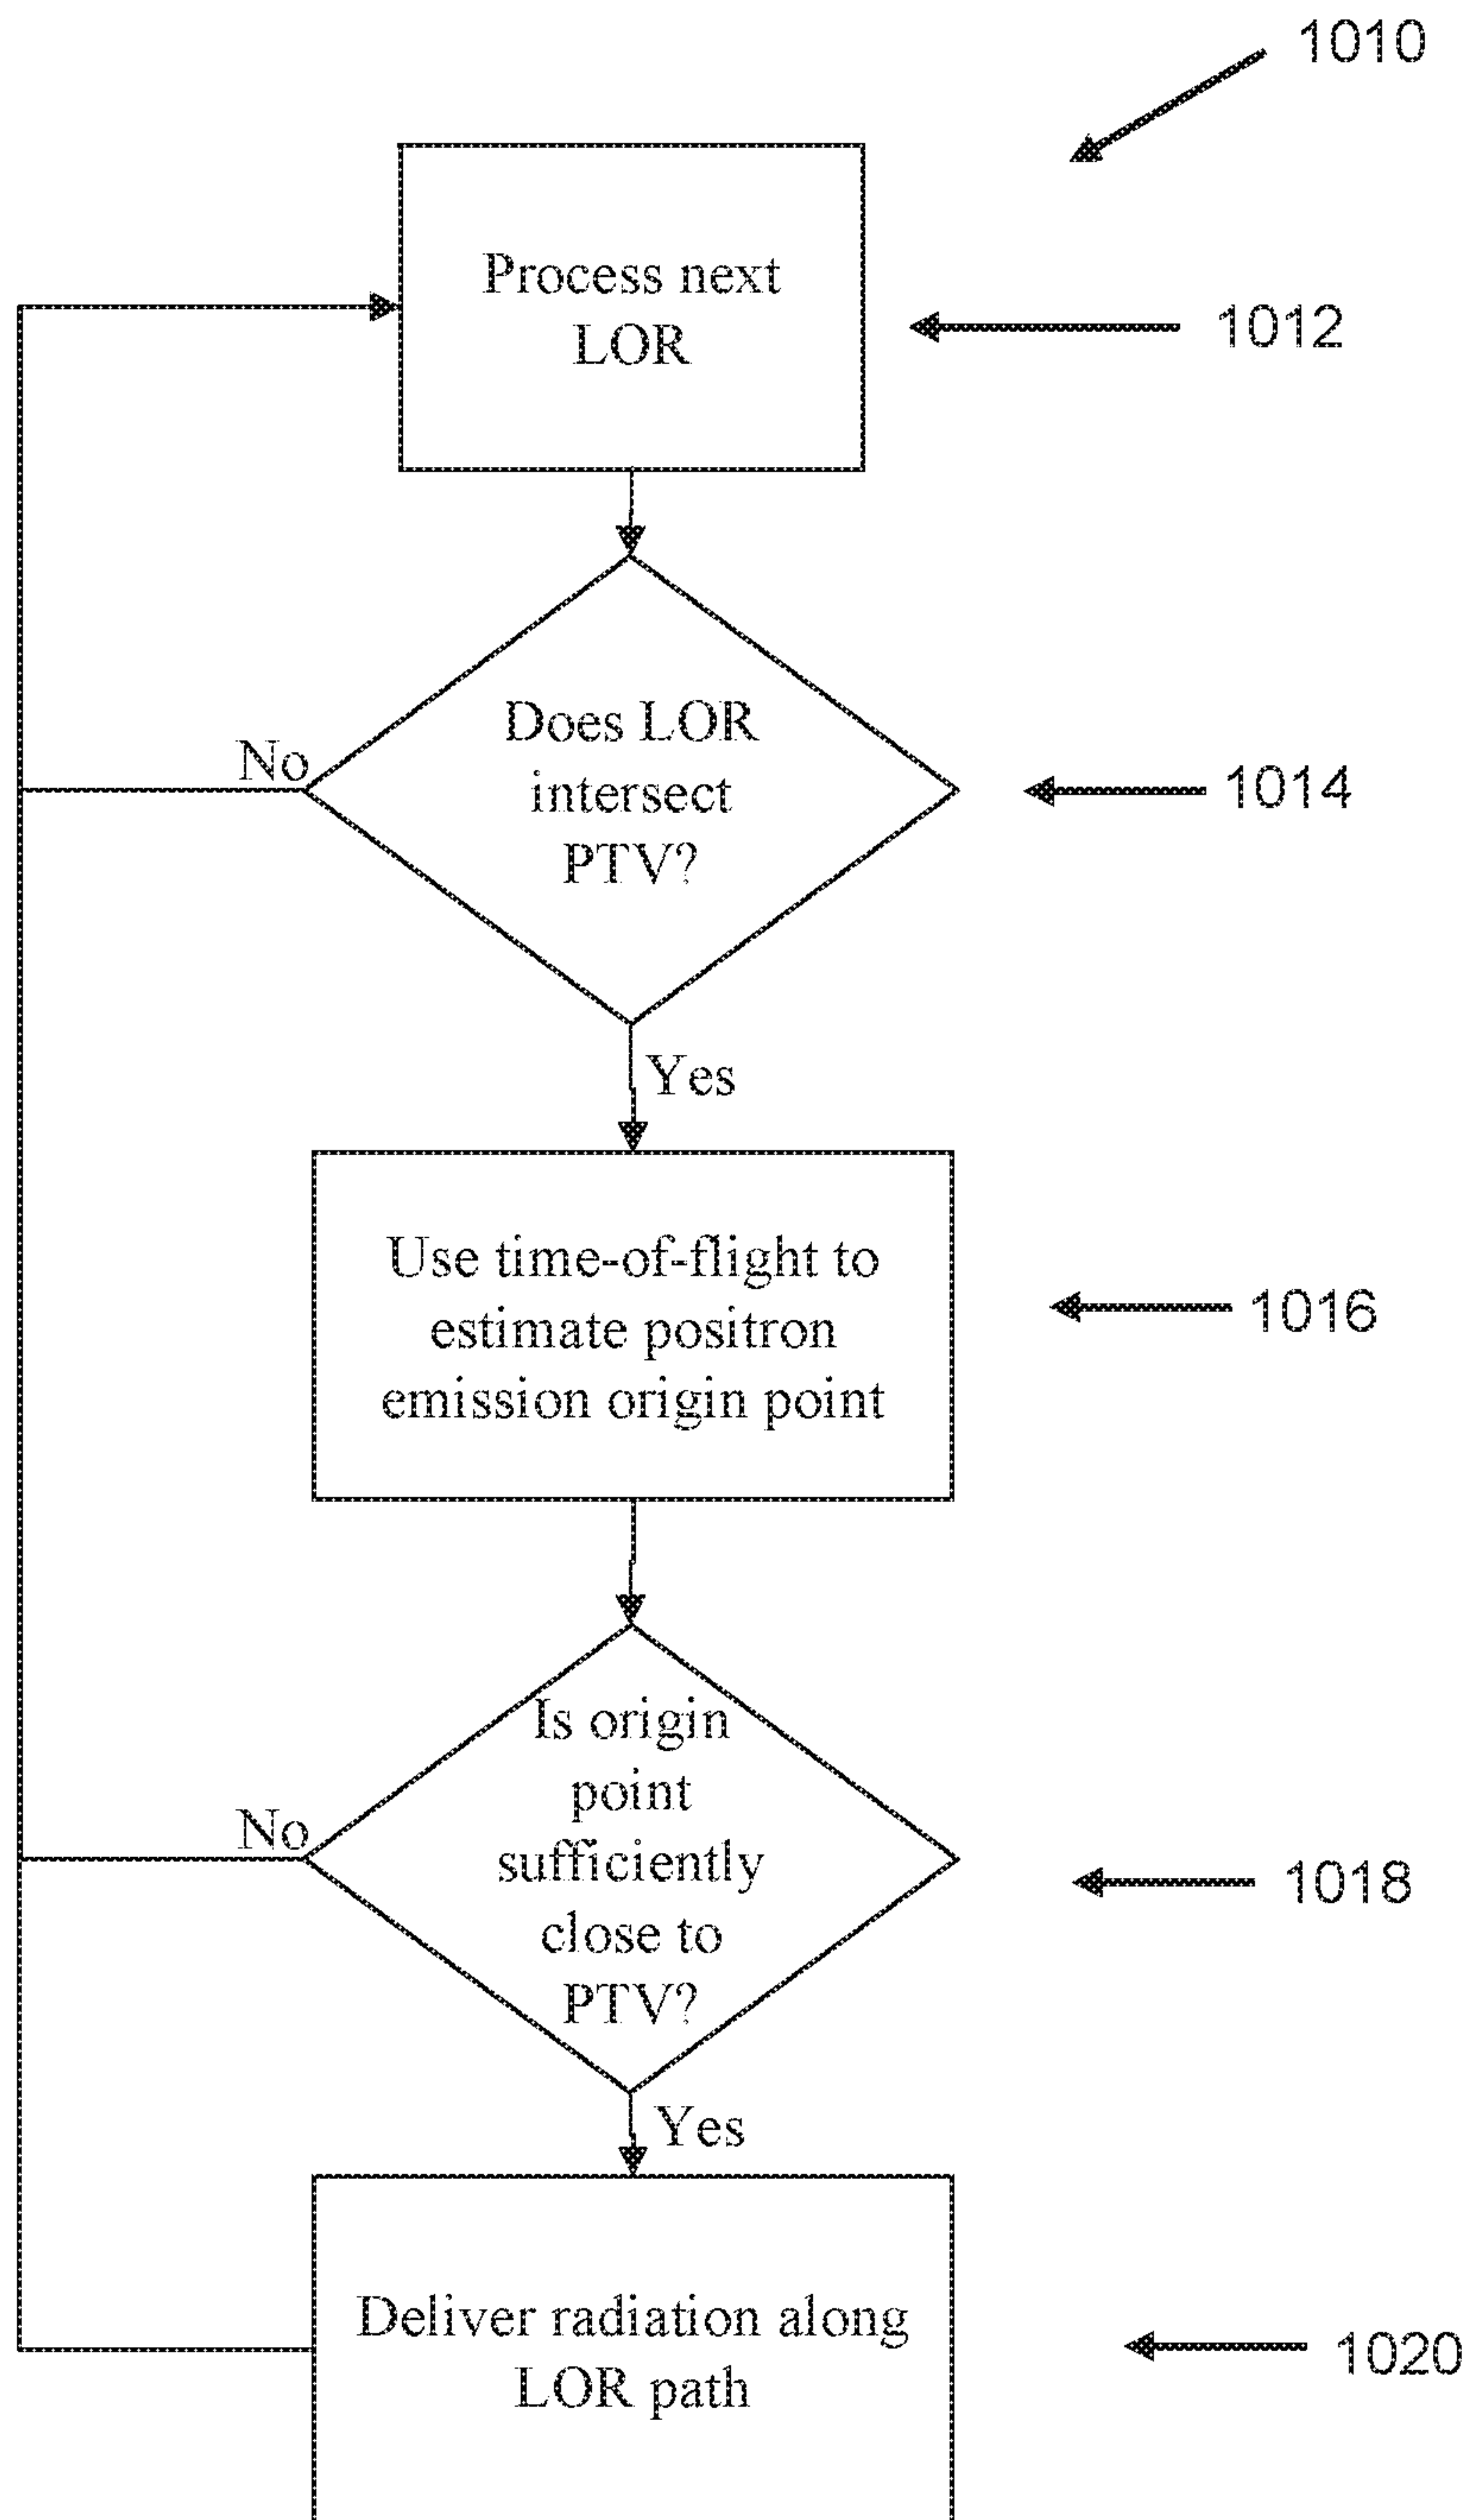 1010
Process next
LOR
1012
Does LOR
intersect
PTV?
No
1014
Yes
Use time-of-flight to
estimate positron
emission origin point
1016
Is origin
point
sufficiently
close to
PTV?
No
1018
Yes
Deliver radiation along
LOR path
1020